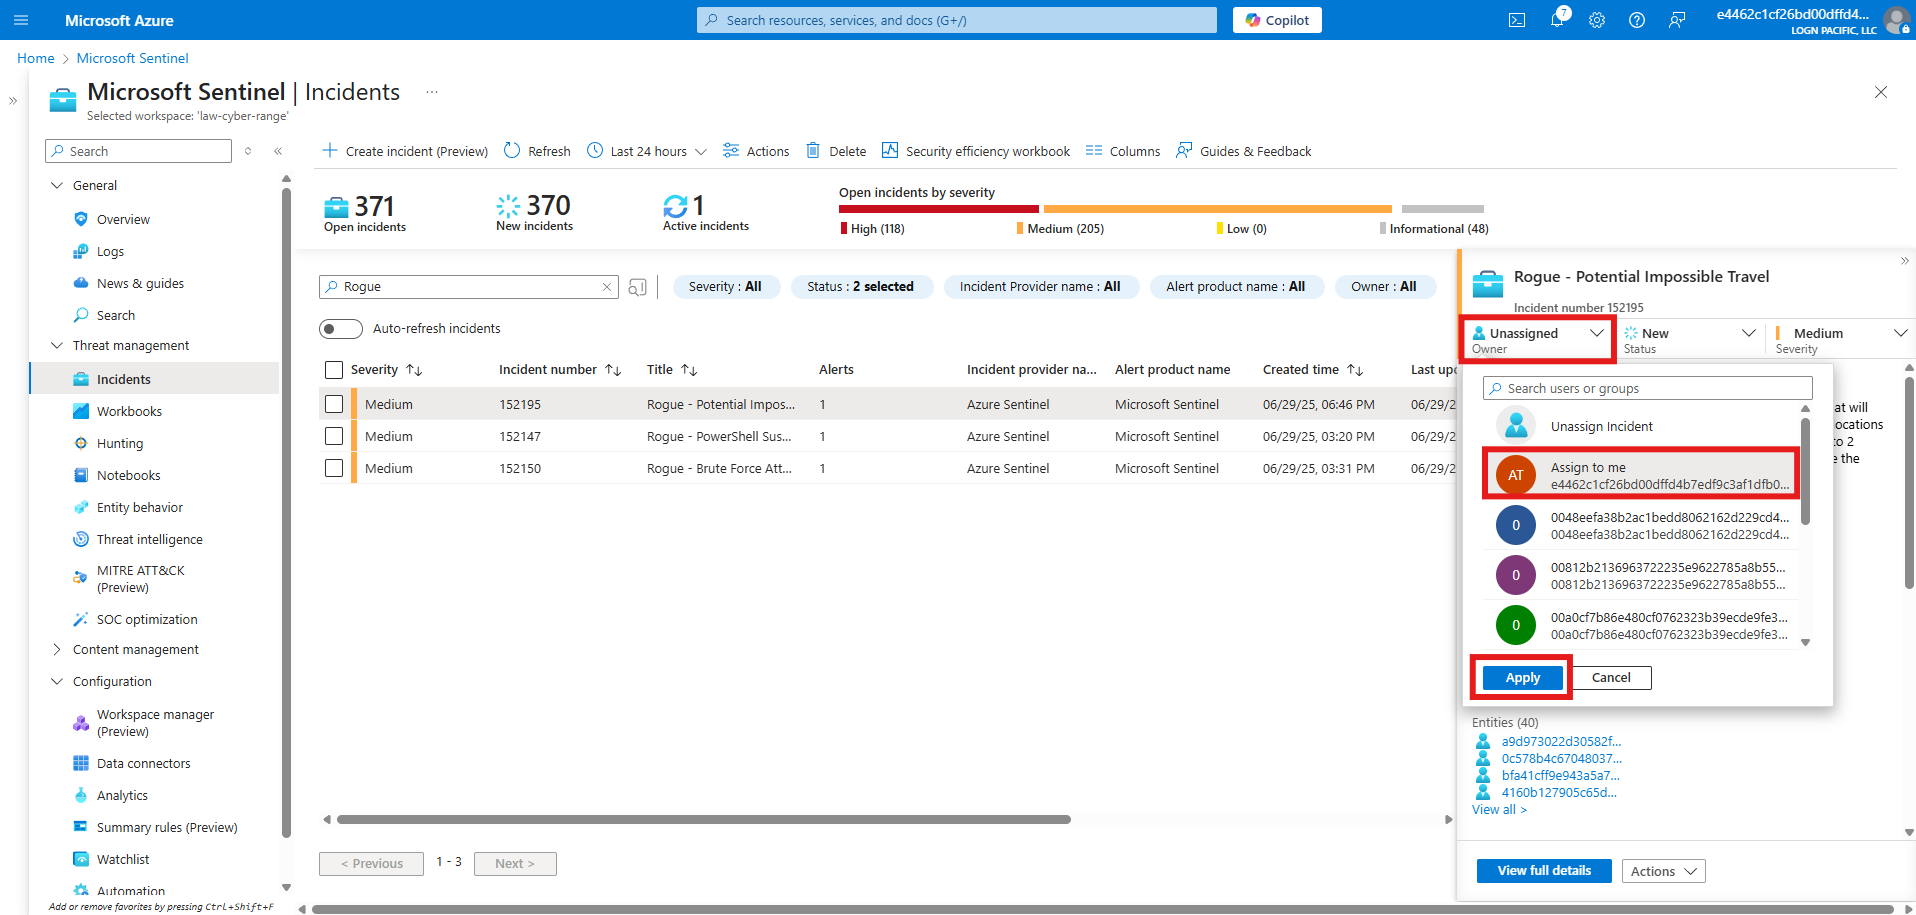 Microsoft Azure
Search resources, services, and docs (G+/)
Copilot
7
e4462c1cf26bd00dffd4...
LOGN PACIFIC, LLC
Home > Microsoft Sentinel
Microsoft Sentinel | Incidents ...
Selected workspace: 'law-cyber-range'
Search
General
Overview
Logs
News & guides
Search
Threat management
Incidents
Workbooks
Hunting
Notebooks
Entity behavior
Threat intelligence
MITRE ATT&CK
(Preview)
SOC optimization
Content management
Configuration
Workspace manager
(Preview)
Data connectors
Analytics
Summary rules (Preview)
Watchlist
Automation
Add or remove favorites by pressing Ctrl+Shift+F
Create incident (Preview) Refresh Last 24 hours Actions Delete Security efficiency workbook Columns Guides & Feedback
371
Open incidents
370
New incidents
1
Active incidents
Open incidents by severity
High (118) Medium (205) Low (0) Informational (48)
Rogue
Severity : All Status : 2 selected Incident Provider name : All Alert product name : All Owner : All
Auto-refresh incidents
Severity Incident number Title Alerts Incident provider na... Alert product name Created time Last upc
Medium 152195 Rogue - Potential Impos... 1 Azure Sentinel Microsoft Sentinel 06/29/25, 06:46 PM 06/29/2
Medium 152147 Rogue - PowerShell Sus... 1 Azure Sentinel Microsoft Sentinel 06/29/25, 03:20 PM 06/29/2
Medium 152150 Rogue - Brute Force Att... 1 Azure Sentinel Microsoft Sentinel 06/29/25, 03:31 PM 06/29/2
< Previous 1 - 3 Next >
Rogue - Potential Impossible Travel
Incident number 152195
Unassigned
Owner
New
Status
Medium
Severity
Search users or groups
Unassign Incident
AT
Assign to me
e4462c1cf26bd00dffd4b7edf9c3af1dfb0...
0
0048eefa38b2ac1bedd8062162d229cd4...
0048eefa38b2ac1bedd8062162d229cd4...
0
00812b2136963722235e9622785a8b55...
00812b2136963722235e9622785a8b55...
0
00a0cf7b86e480cf0762323b39ecde9fe3...
00a0cf7b86e480cf0762323b39ecde9fe3...
Apply Cancel
at will
ocations
to 2
e the
Entities (40)
a9d973022d30582f...
0c578b4c67048037...
bfa41cff9e943a5a7...
4160b127905c65d...
View all >
View full details Actions